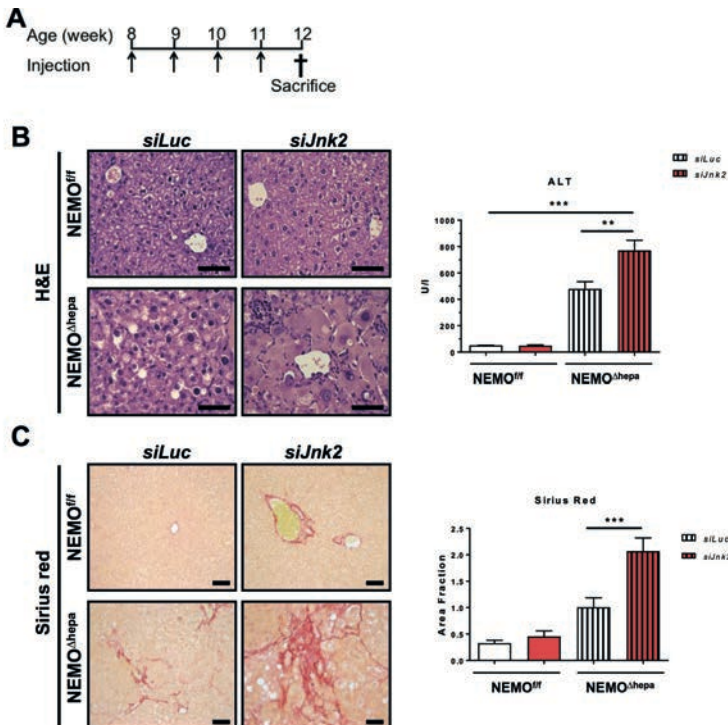 A
Age (week) 8 9 10 11 12
Injection
Sacrifice
B
siLuc siJnk2
H&E
NEMOf/f
NEMOΔhepa
siLuc
siJnk2
ALT
***
**
U/l
1000
800
600
400
200
0
NEMOf/f NEMOΔhepa
C
siLuc siJnk2
Sirius red
NEMOf/f
NEMOΔhepa
Sirius Red
***
siLuc
siJnk2
Area Fraction
2.5
2.0
1.5
1.0
0.5
0.0
NEMOf/f NEMOΔhepa